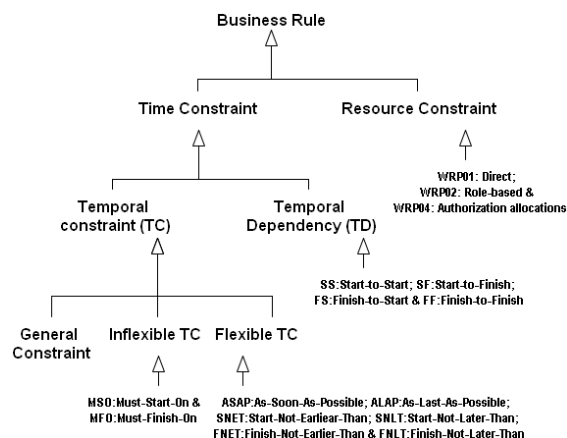 Business Rule
Time Constraint
Resource Constraint
WRP01: Direct;
WRP02: Role-based &
WRP04: Authorization allocations
Temporal
constraint (TC)
Temporal
Dependency (TD)
SS:Start-to-Start; SF:Start-to-Finish;
FS:Finish-to-Start & FF:Finish-to-Finish
General
Constraint
Inflexible TC
Flexible TC
MSO:Must-Start-On &
MFO:Must-Finish-On
ASAP:As-Soon-As-Possible; ALAP:As-Last-As-Possible;
SNET:Start-Not-Earliear-Than; SNLT:Start-Not-Later-Than;
FNET:Finish-Not-Earlier-Than & FNLT:Finish-Not-Later-Than